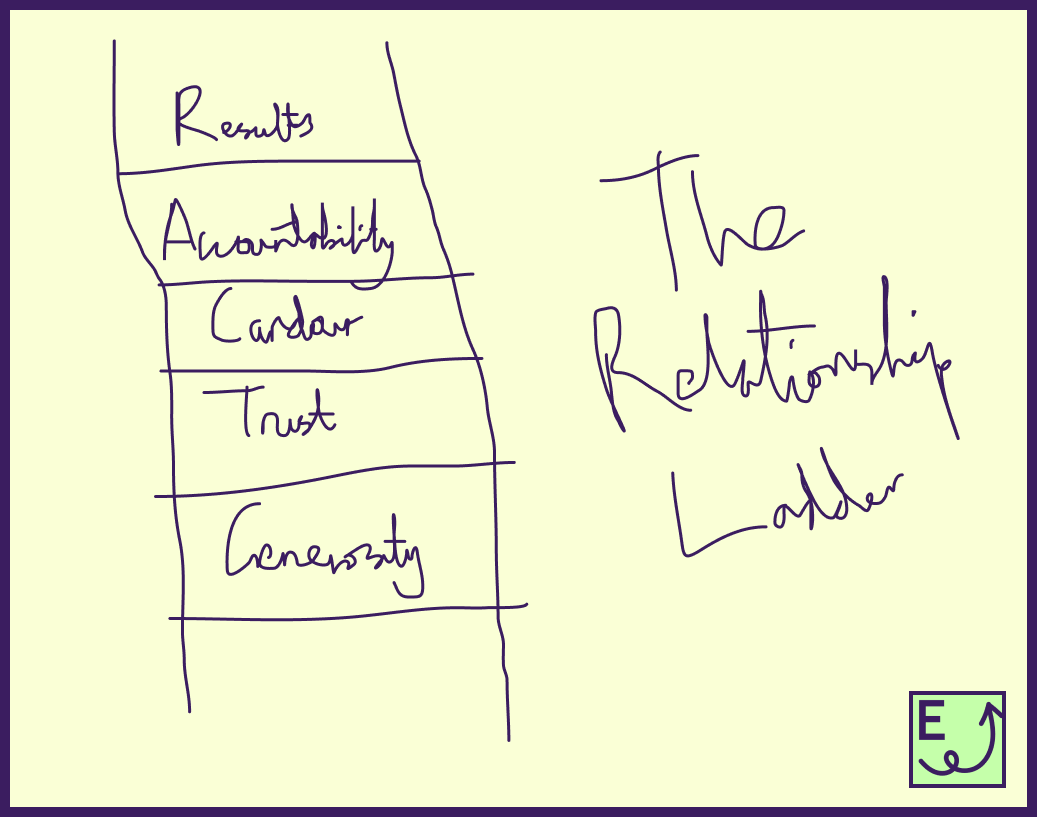 Results
Accountability
Candour
Trust
Generosity
The
Relationship
Ladder
E